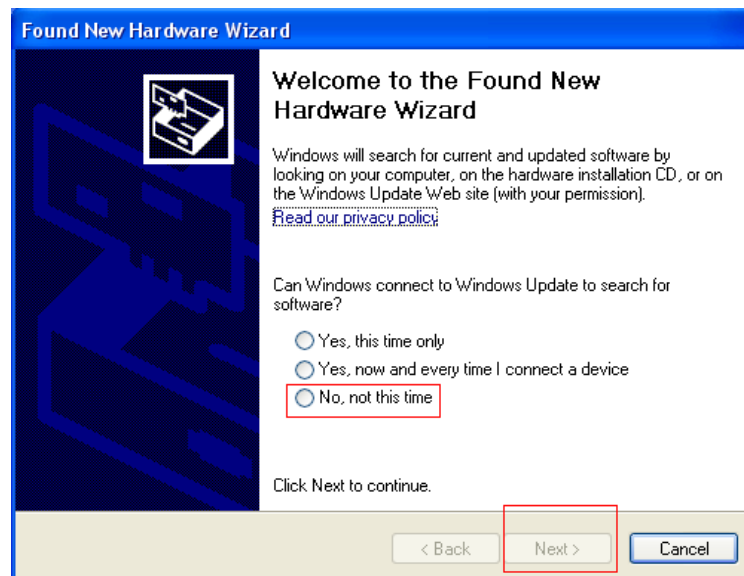 Found New Hardware Wizard
Welcome to the Found New
Hardware Wizard
Windows will search for current and updated software by
looking on your computer, on the hardware installation CD, or on
the Windows Update Web site (with your permission).
Read our privacy policy
Can Windows connect to Windows Update to search for
software?
Yes, this time only
Yes, now and every time I connect a device
No, not this time
Click Next to continue.
< Back Next > Cancel